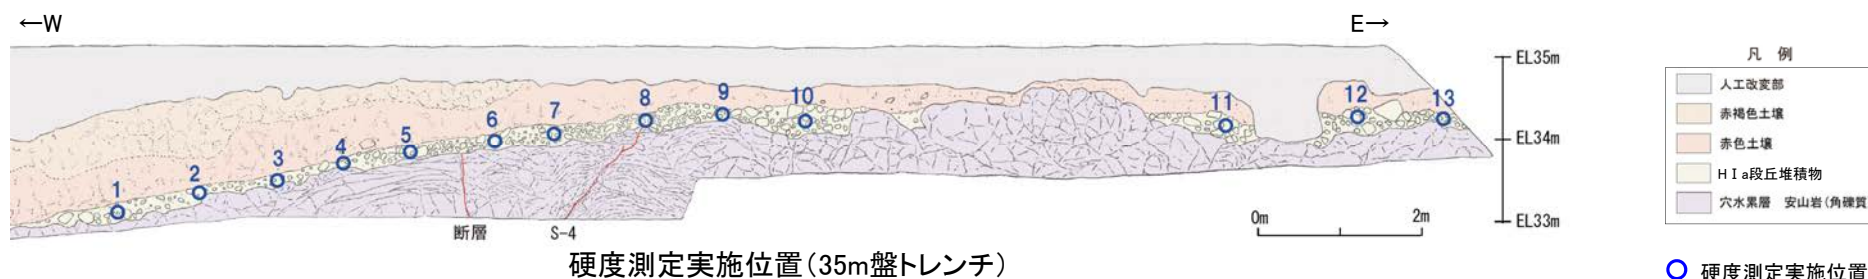 ←W
E→
1
2
3
4
5
6
7
8
9
10
11
12
13
EL35m
EL34m
EL33m
0m 2m
断層 S-4
硬度測定実施位置(35m盤トレンチ)
凡 例
人工改変部
赤褐色土壌
赤色土壌
HⅠa段丘堆積物
穴水累層 安山岩(角礫質)
硬度測定実施位置